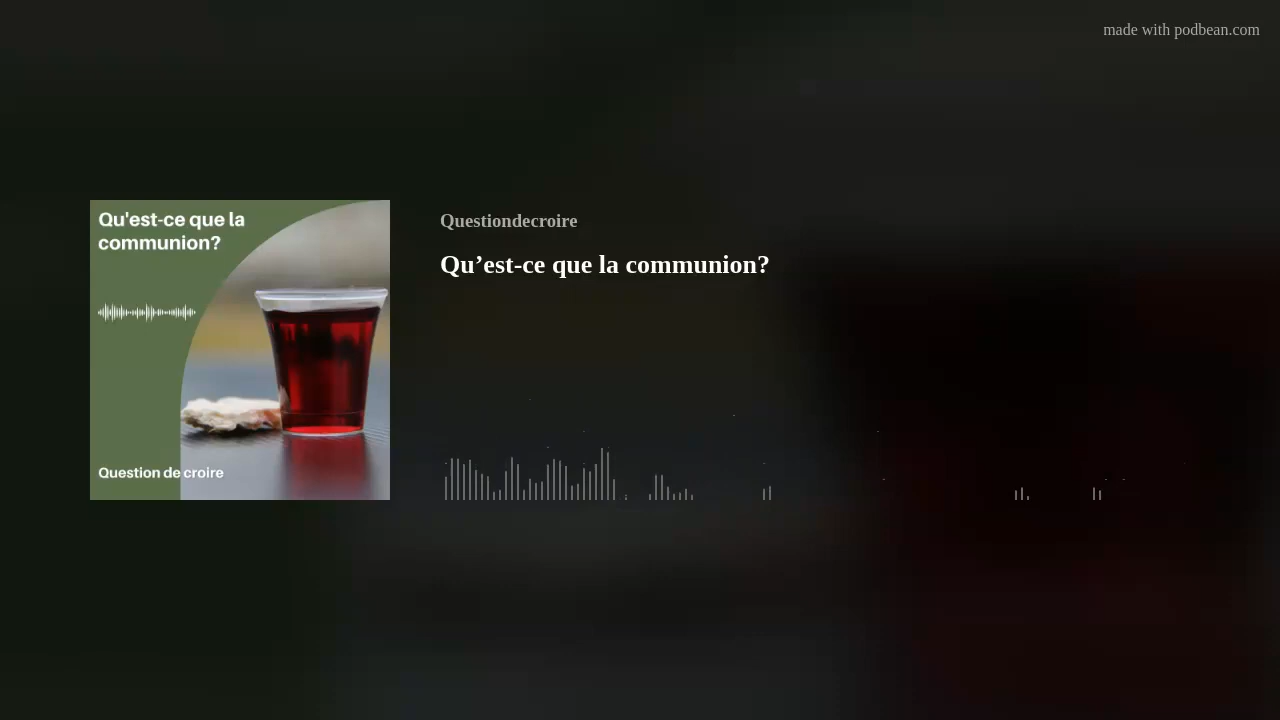 made with podbean.com
Qu'est-ce que la
communion?
Question de croire
Questiondecroire
Qu’est-ce que la communion?